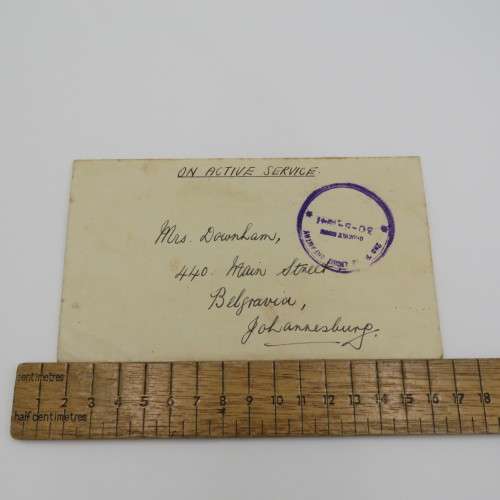 ON ACTIVE SERVICE.
Mrs. Downham,
440. Main Street
Belgravia,
Johannesburg.
centimetres
1 2 3 4 5 6 7 8 9 10 11 12 13 14 15 16 17 18
half centimetres